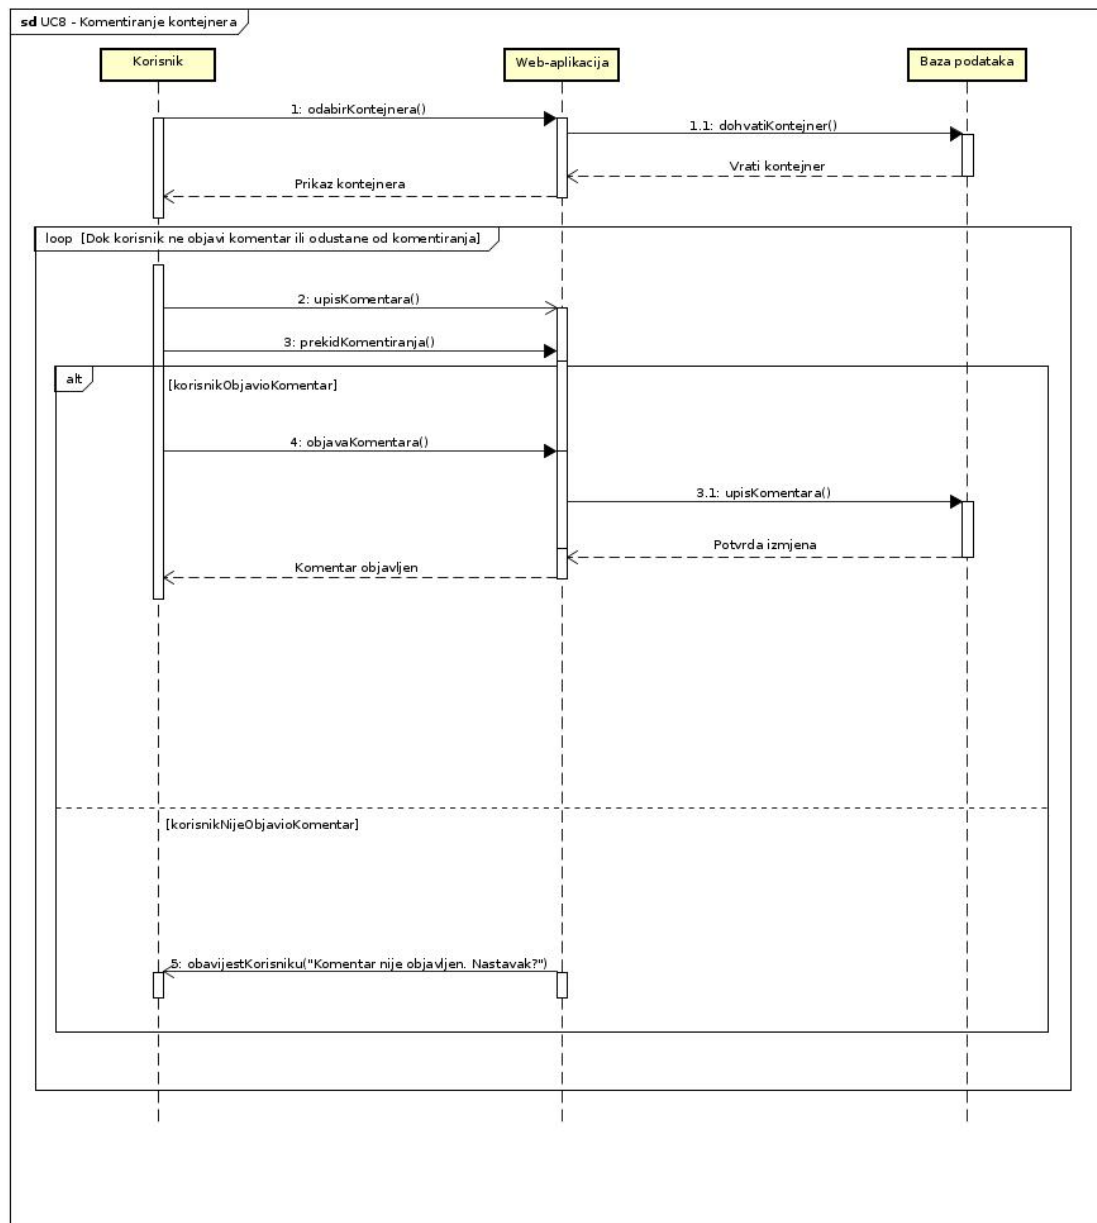 sd UC8 - Komentiranje kontejnera
Korisnik
Web-aplikacija
Baza podataka
1: odabirKontejnera()
1.1: dohvatiKontejner()
Vrati kontejner
Prikaz kontejnera
loop [Dok korisnik ne objavi komentar ili odustane od komentiranja]
2: upisKomentara()
3: prekidKomentiranja()
alt
[korisnikObjavioKomentar]
4: objavaKomentara()
3.1: upisKomentara()
Potvrda izmjena
Komentar objavljen
[korisnikNijeObjavioKomentar]
5: obavijestKorisniku("Komentar nije objavljen. Nastavak?")